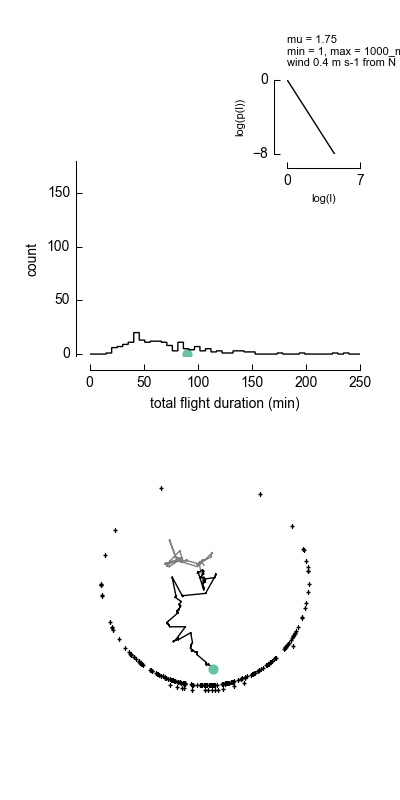 mu = 1.75
min = 1, max = 1000_m
wind 0.4 m s-1 from N
0
log(p(l))
−8
0
7
log(l)
150
100
count
50
0
0
50
100
150
200
250
total flight duration (min)